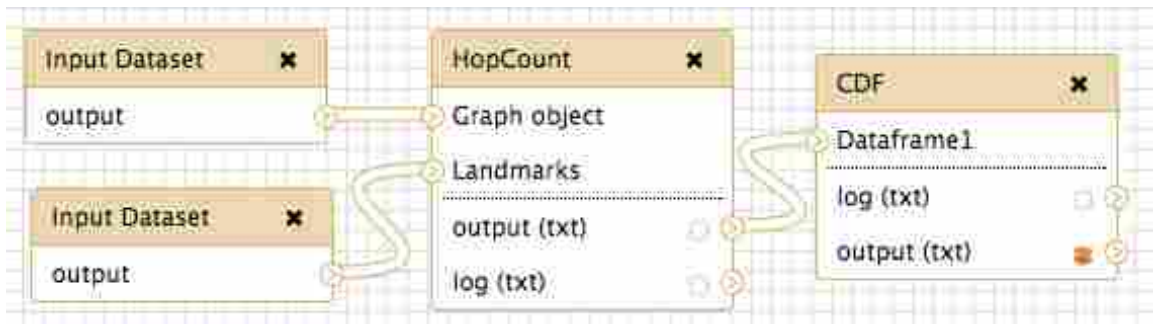 Input Dataset
output
Input Dataset
output
HopCount
Graph object
Landmarks
output (txt)
log (txt)
CDF
Dataframe1
log (txt)
output (txt)